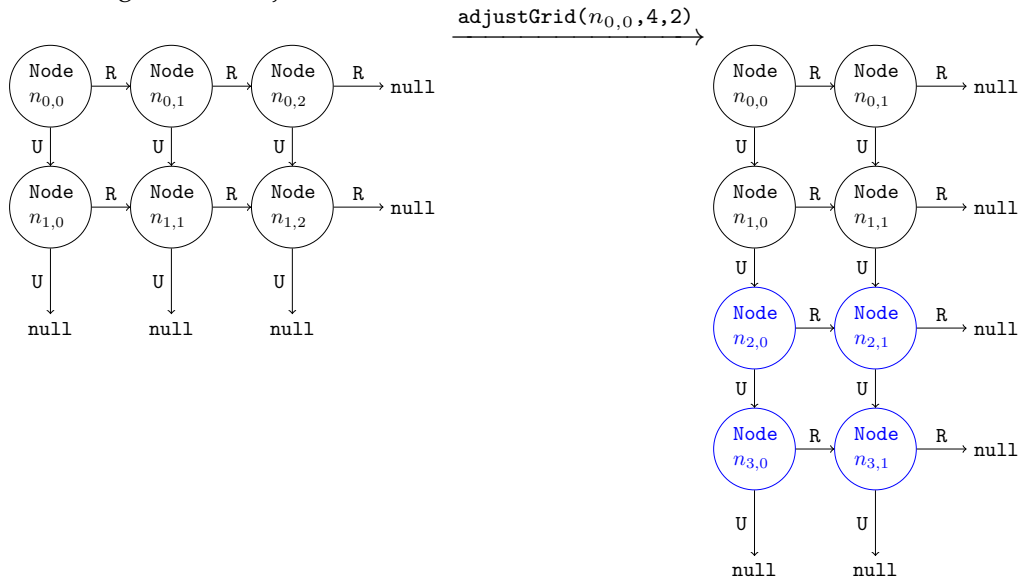 adjustGrid(n0,0,4,2)
Node n0,0 R Node n0,1 R Node n0,2 R null
U U U
Node n1,0 R Node n1,1 R Node n1,2 R null
U U U
null null null
Node n0,0 R Node n0,1 R null
U U
Node n1,0 R Node n1,1 R null
U U
Node n2,0 R Node n2,1 R null
U U
Node n3,0 R Node n3,1 R null
U U
null null